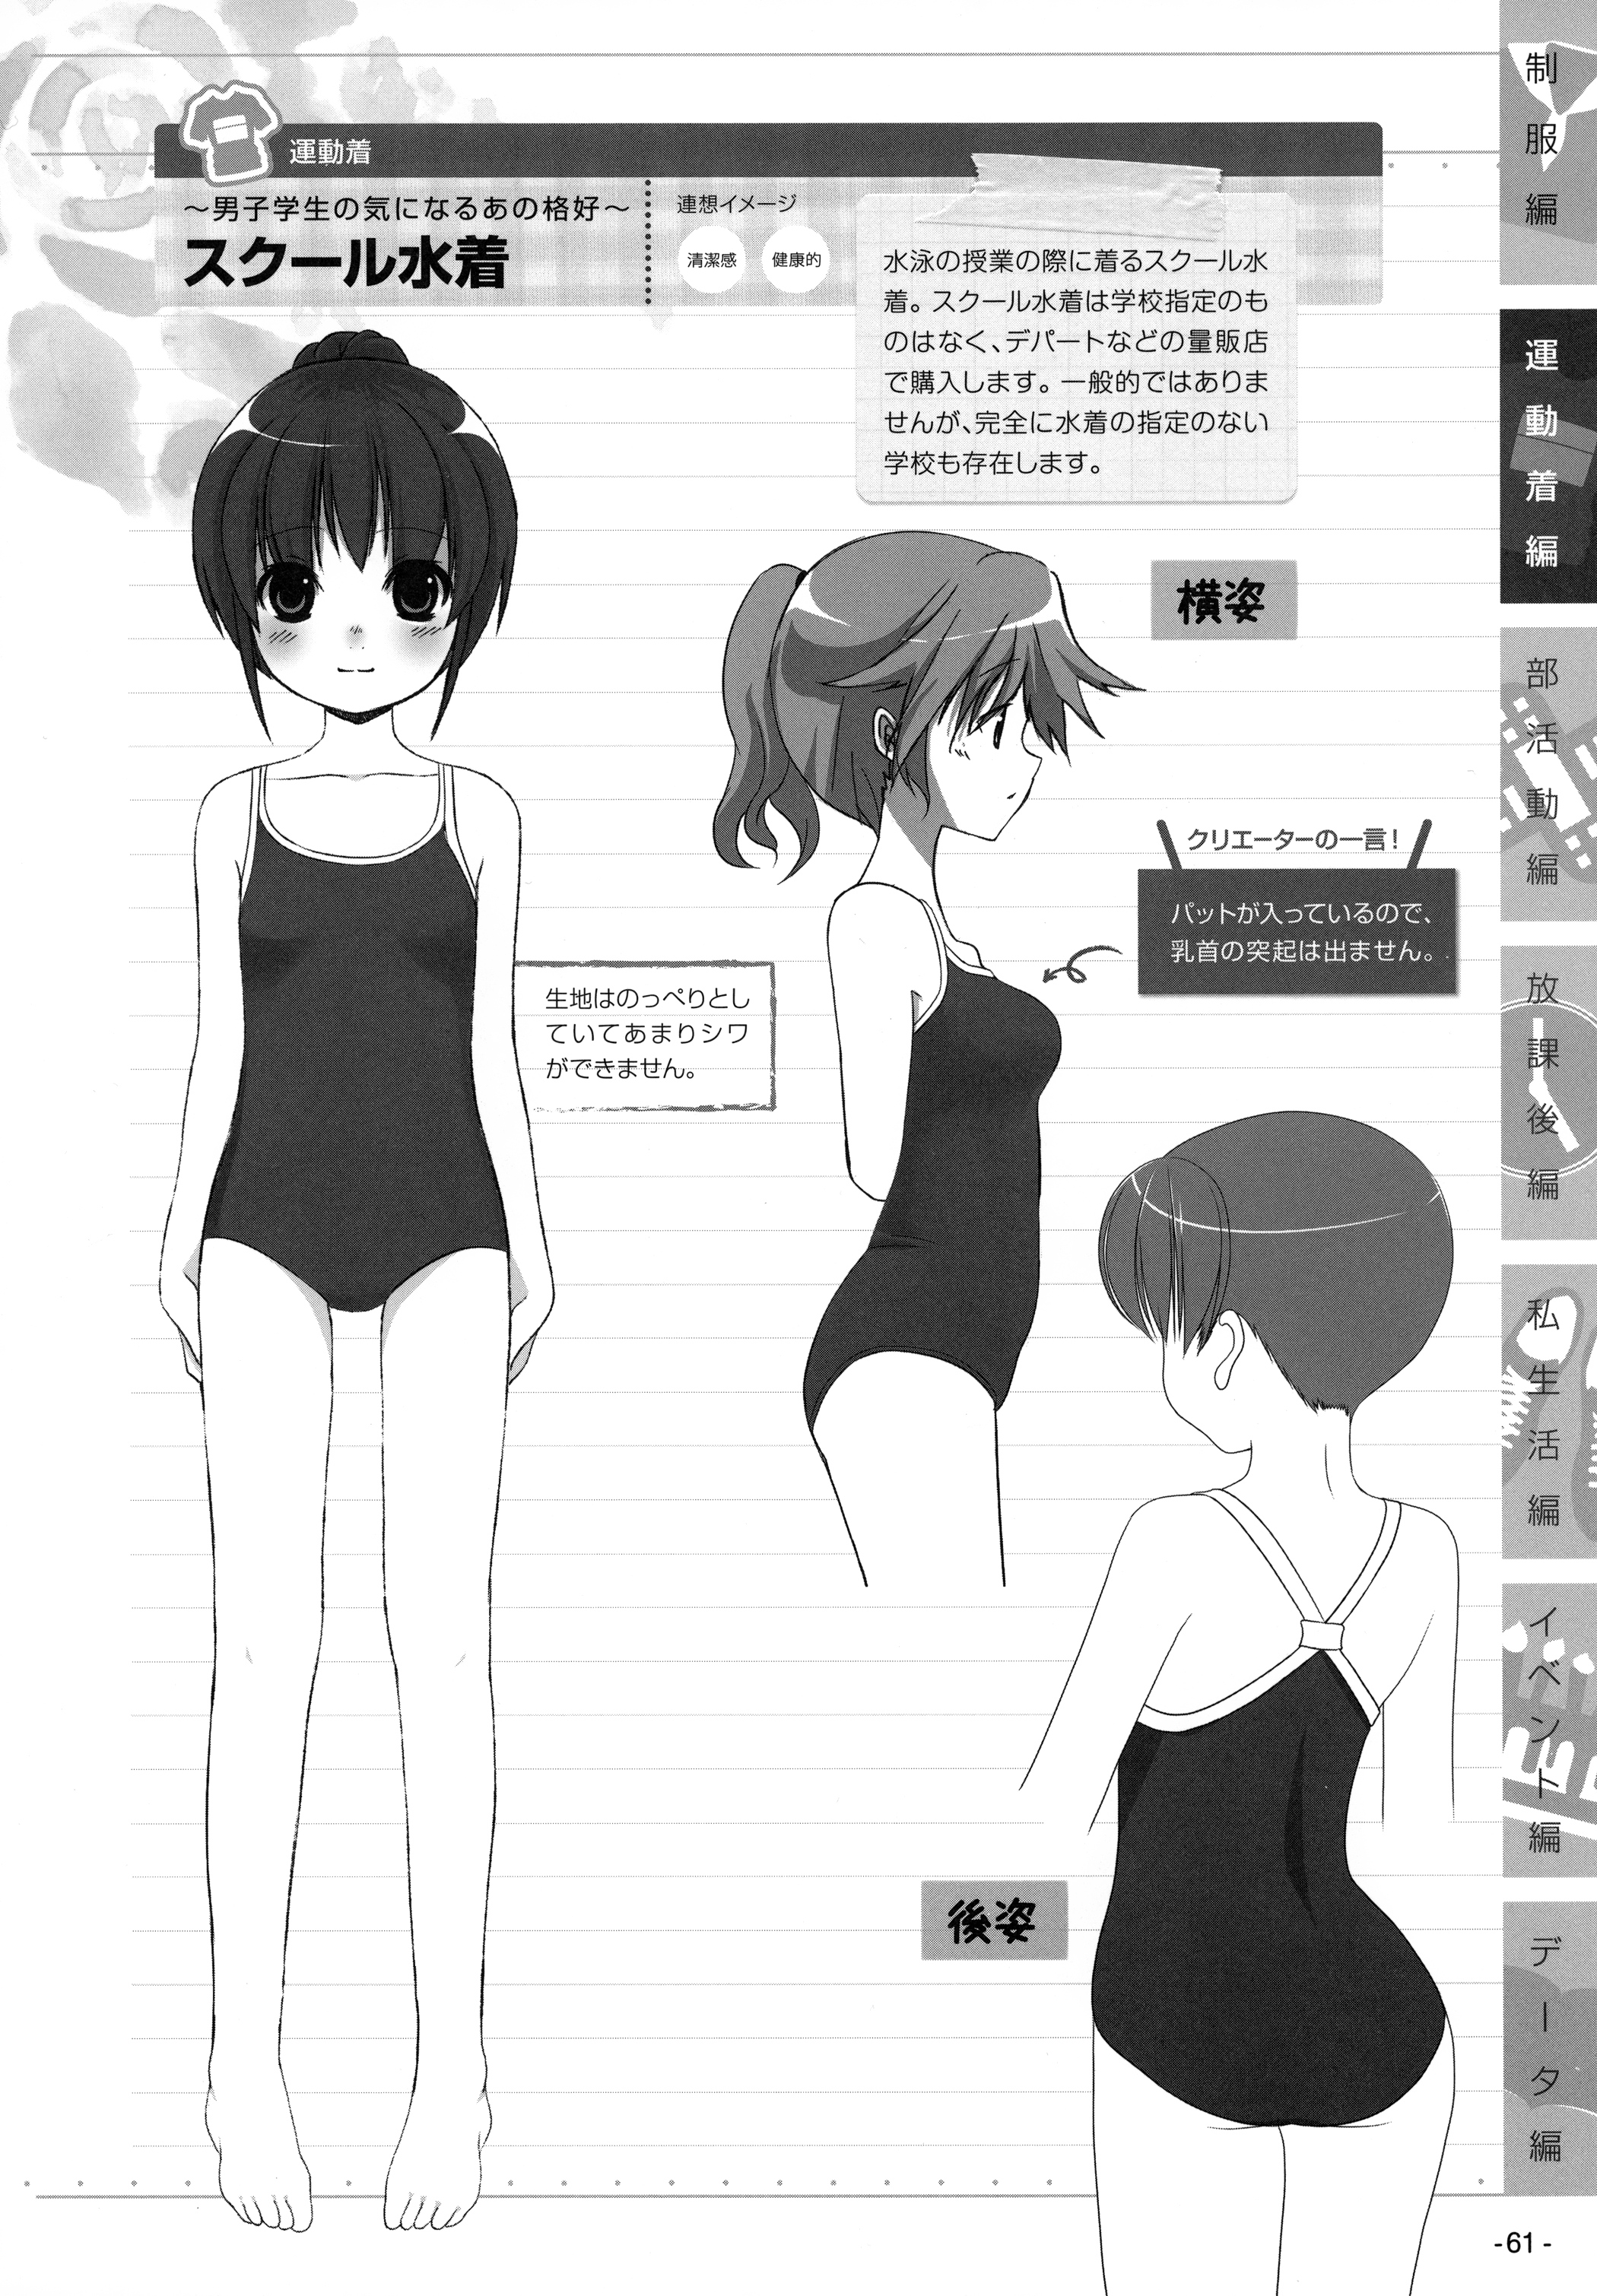 運動着
～男子学生の気になるあの格好～
スクール水着
連想イメージ
清潔感
健康的
水泳の授業の際に着るスクール水
着。スクール水着は学校指定のも
のはなく、デパートなどの量販店
で購入します。一般的ではありま
せんが、完全に水着の指定のない
学校も存在します。
横姿
クリエーターの一言！
パットが入っているので、
乳首の突起は出ません。
生地はのっぺりとし
ていてあまりシワ
ができません。
後姿
制服編
運動着編
部活動編
放課後編
私生活編
イベント編
データ編
-61-